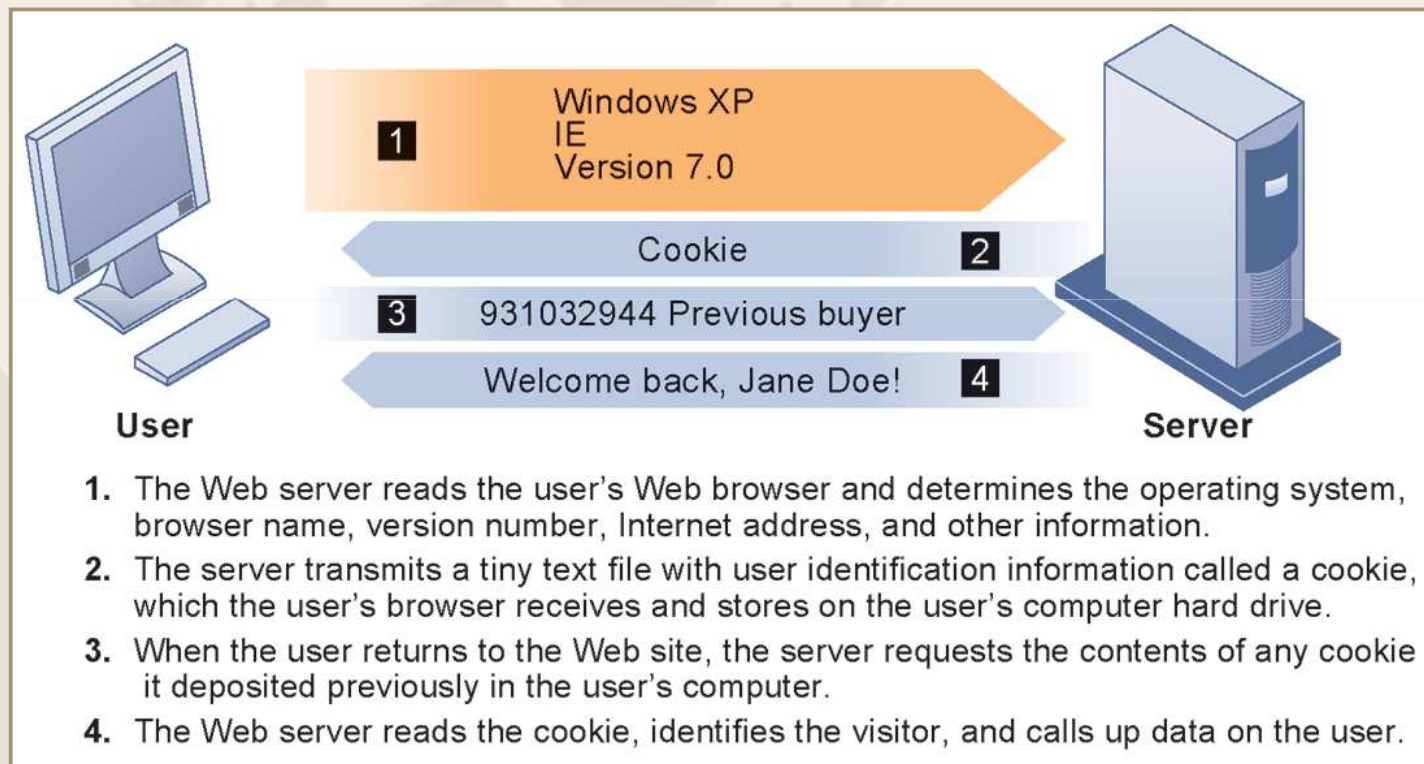 1
Windows XP
IE
Version 7.0
Cookie 2
3 931032944 Previous buyer
Welcome back, Jane Doe! 4
User
Server
1. The Web server reads the user's Web browser and determines the operating system,
browser name, version number, Internet address, and other information.
2. The server transmits a tiny text file with user identification information called a cookie,
which the user's browser receives and stores on the user's computer hard drive.
3. When the user returns to the Web site, the server requests the contents of any cookie
it deposited previously in the user's computer.
4. The Web server reads the cookie, identifies the visitor, and calls up data on the user.